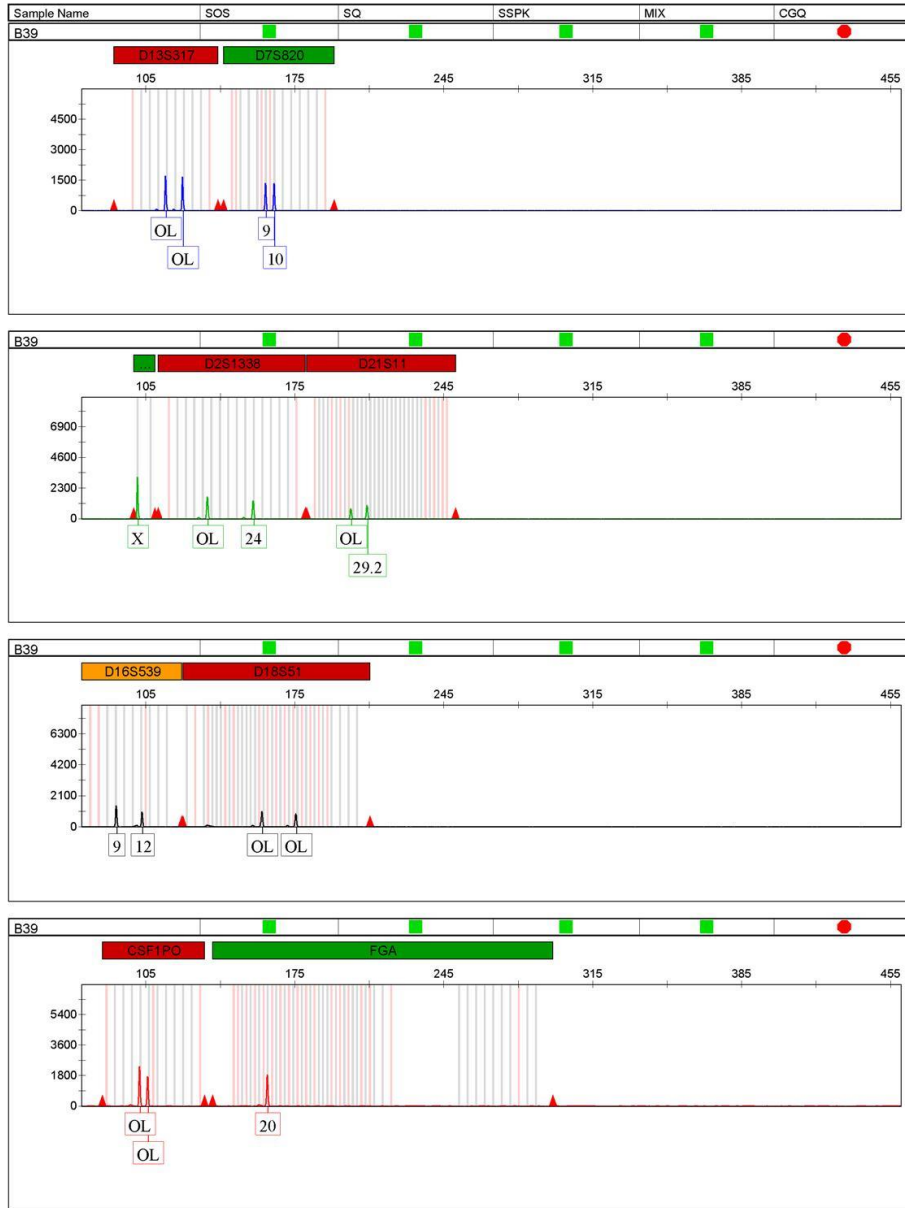 Sample Name SOS SQ SSPK MIX CGQ
B39
D13S317 D7S820
105 175 245 315 385 455
4500
3000
1500
0
OL 9
OL 10
B39
... D2S1338 D21S11
105 175 245 315 385 455
6900
4600
2300
0
X OL 24 OL
29.2
B39
D16S539 D18S51
105 175 245 315 385 455
6300
4200
2100
0
9 12 OL OL
B39
CSF1PO FGA
105 175 245 315 385 455
5400
3600
1800
0
OL 20
OL